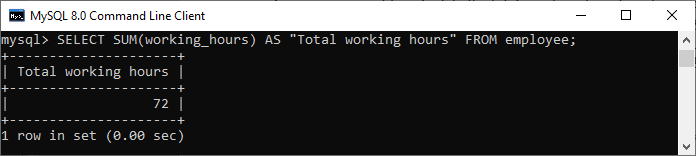 MySQL 8.0 Command Line Client
mysql> SELECT SUM(working_hours) AS "Total working hours" FROM employee;
+---------------------+
| Total working hours |
+---------------------+
|                  72 |
+---------------------+
1 row in set (0.00 sec)